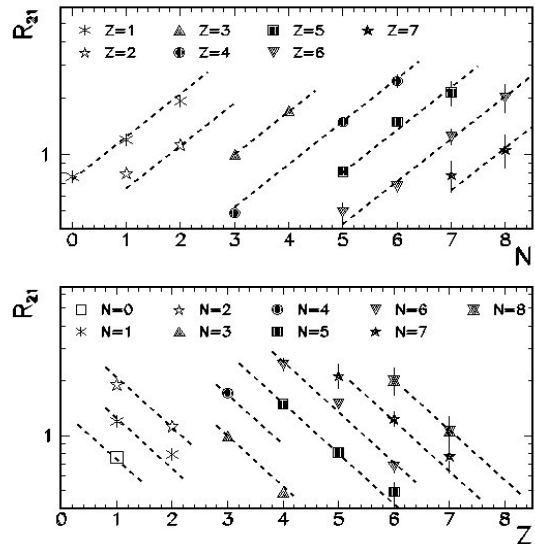 R21
Z=1 Z=3 Z=5 Z=7
Z=2 Z=4 Z=6
1
0 1 2 3 4 5 6 7 8
N
R21
N=0 N=2 N=4 N=6 N=8
N=1 N=3 N=5 N=7
1
0 1 2 3 4 5 6 7 8
Z